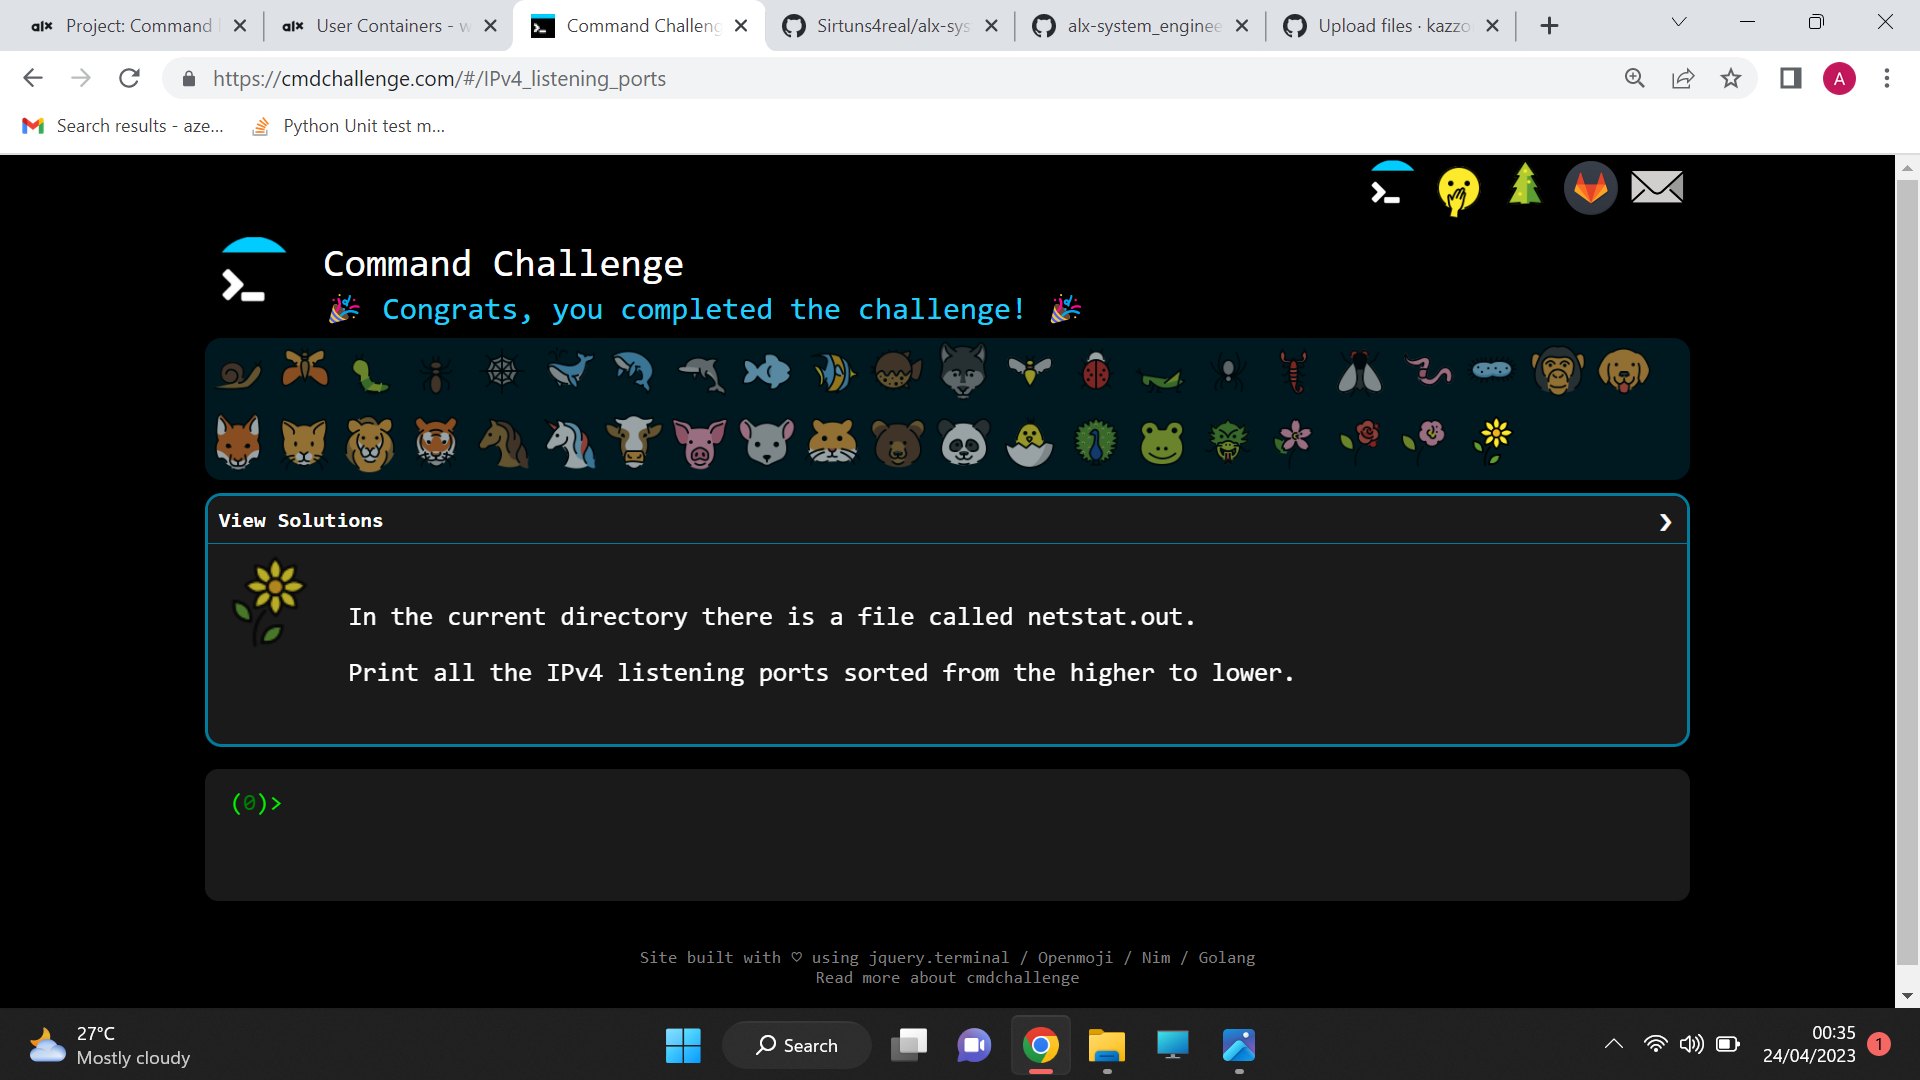 alx Project: Command
alx User Containers - w
Command Challeng
Sirtuns4real/alx-sys
alx-system_enginee
Upload files · kazzo
https://cmdchallenge.com/#/IPv4_listening_ports
A
Search results - aze...
Python Unit test m...
Command Challenge
Congrats, you completed the challenge!
View Solutions
In the current directory there is a file called netstat.out.
Print all the IPv4 listening ports sorted from the higher to lower.
(0)>
Site built with ♡ using jquery.terminal / Openmoji / Nim / Golang
Read more about cmdchallenge
27°C
Mostly cloudy
Search
00:35
24/04/2023
1